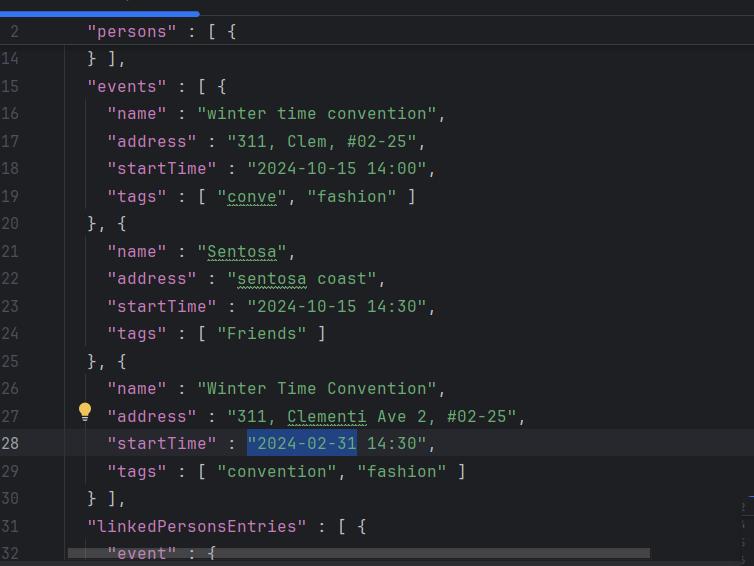 2 "persons" : [ {
14 } ],
15 "events" : [ {
16 "name" : "winter time convention",
17 "address" : "311, Clem, #02-25",
18 "startTime" : "2024-10-15 14:00",
19 "tags" : [ "conve", "fashion" ]
20 }, {
21 "name" : "Sentosa",
22 "address" : "sentosa coast",
23 "startTime" : "2024-10-15 14:30",
24 "tags" : [ "Friends" ]
25 }, {
26 "name" : "Winter Time Convention",
27 "address" : "311, Clementi Ave 2, #02-25",
28 "startTime" : "2024-02-31 14:30",
29 "tags" : [ "convention", "fashion" ]
30 } ],
31 "linkedPersonsEntries" : [ {
32 "event" : {